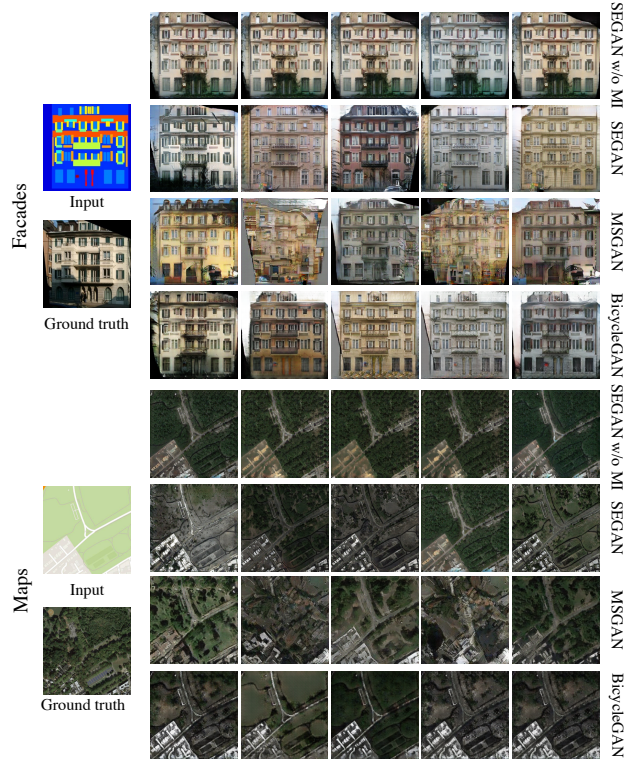 SEGAN w/o MI
SEGAN
MSGAN
BicycleGAN
Facades
Input
Ground truth
SEGAN w/o MI
SEGAN
MSGAN
BicycleGAN
Maps
Input
Ground truth